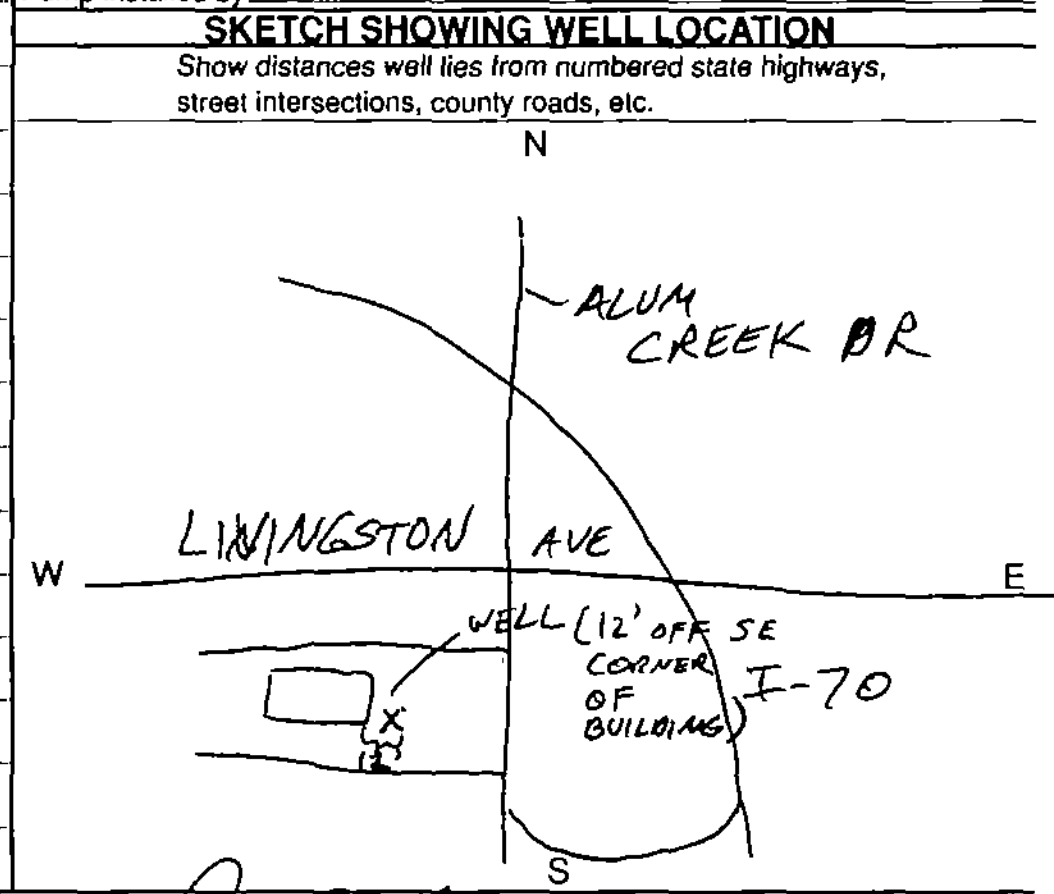 SKETCH SHOWING WELL LOCATION
Show distances well lies from numbered state highways,
street intersections, county roads, etc.
N
ALUM
CREEK DR
LIVINGSTON AVE
W
E
WELL (12' OFF SE
CORNER
OF
BUILDING)
I-70
12
S